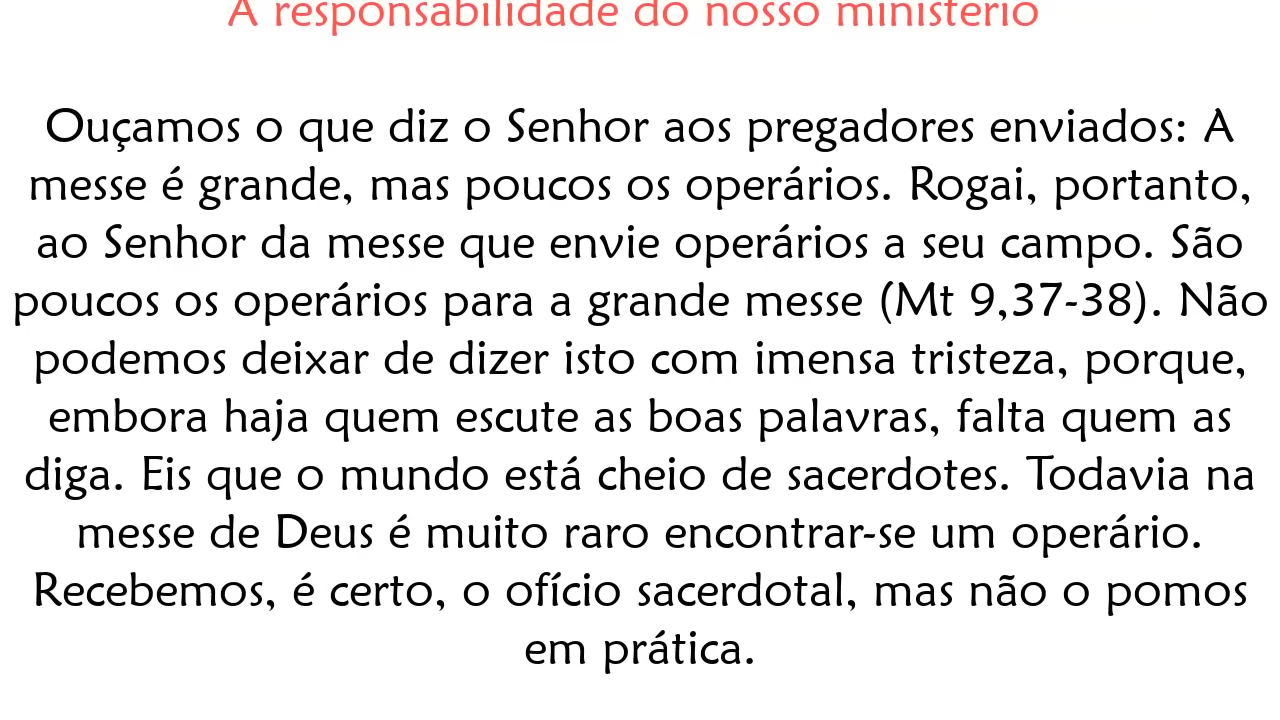 A responsabilidade do nosso ministério
Ouçamos o que diz o Senhor aos pregadores enviados: A
messe é grande, mas poucos os operários. Rogai, portanto,
ao Senhor da messe que envie operários a seu campo. São
poucos os operários para a grande messe (Mt 9,37-38). Não
podemos deixar de dizer isto com imensa tristeza, porque,
embora haja quem escute as boas palavras, falta quem as
diga. Eis que o mundo está cheio de sacerdotes. Todavia na
messe de Deus é muito raro encontrar-se um operário.
Recebemos, é certo, o ofício sacerdotal, mas não o pomos
em prática.